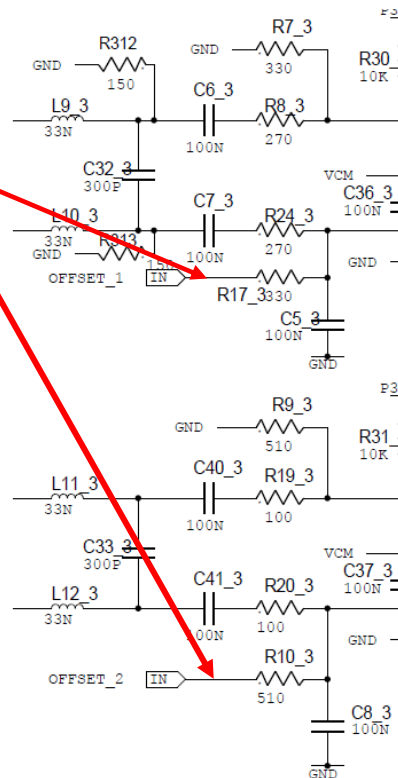 R7_3
GND
330
R312
GND
150
R30_
10K
C6_3
R8_3
L9_3
33N
100N
270
C32_3
300P
VCM
C36_3
100N
C7_3
R24_3
L10_3
33N
100N
270
R313
GND
150
GND
OFFSET_1
IN
R17_3
330
C5_3
100N
GND
P3
R9_3
GND
510
R31_
10K
C40_3
R19_3
L11_3
33N
100N
100
C33_3
300P
VCM
C37_3
100N
C41_3
R20_3
L12_3
33N
100N
100
GND
R10_3
OFFSET_2
IN
510
C8_3
100N
GND